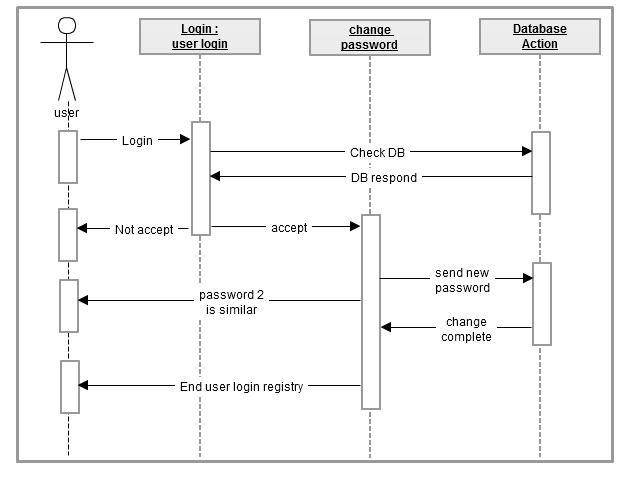 Login :
user login
change
password
Database
Action
user
Login
Check DB
DB respond
Not accept
accept
send new
password
password 2
is similar
change
complete
End user login registry